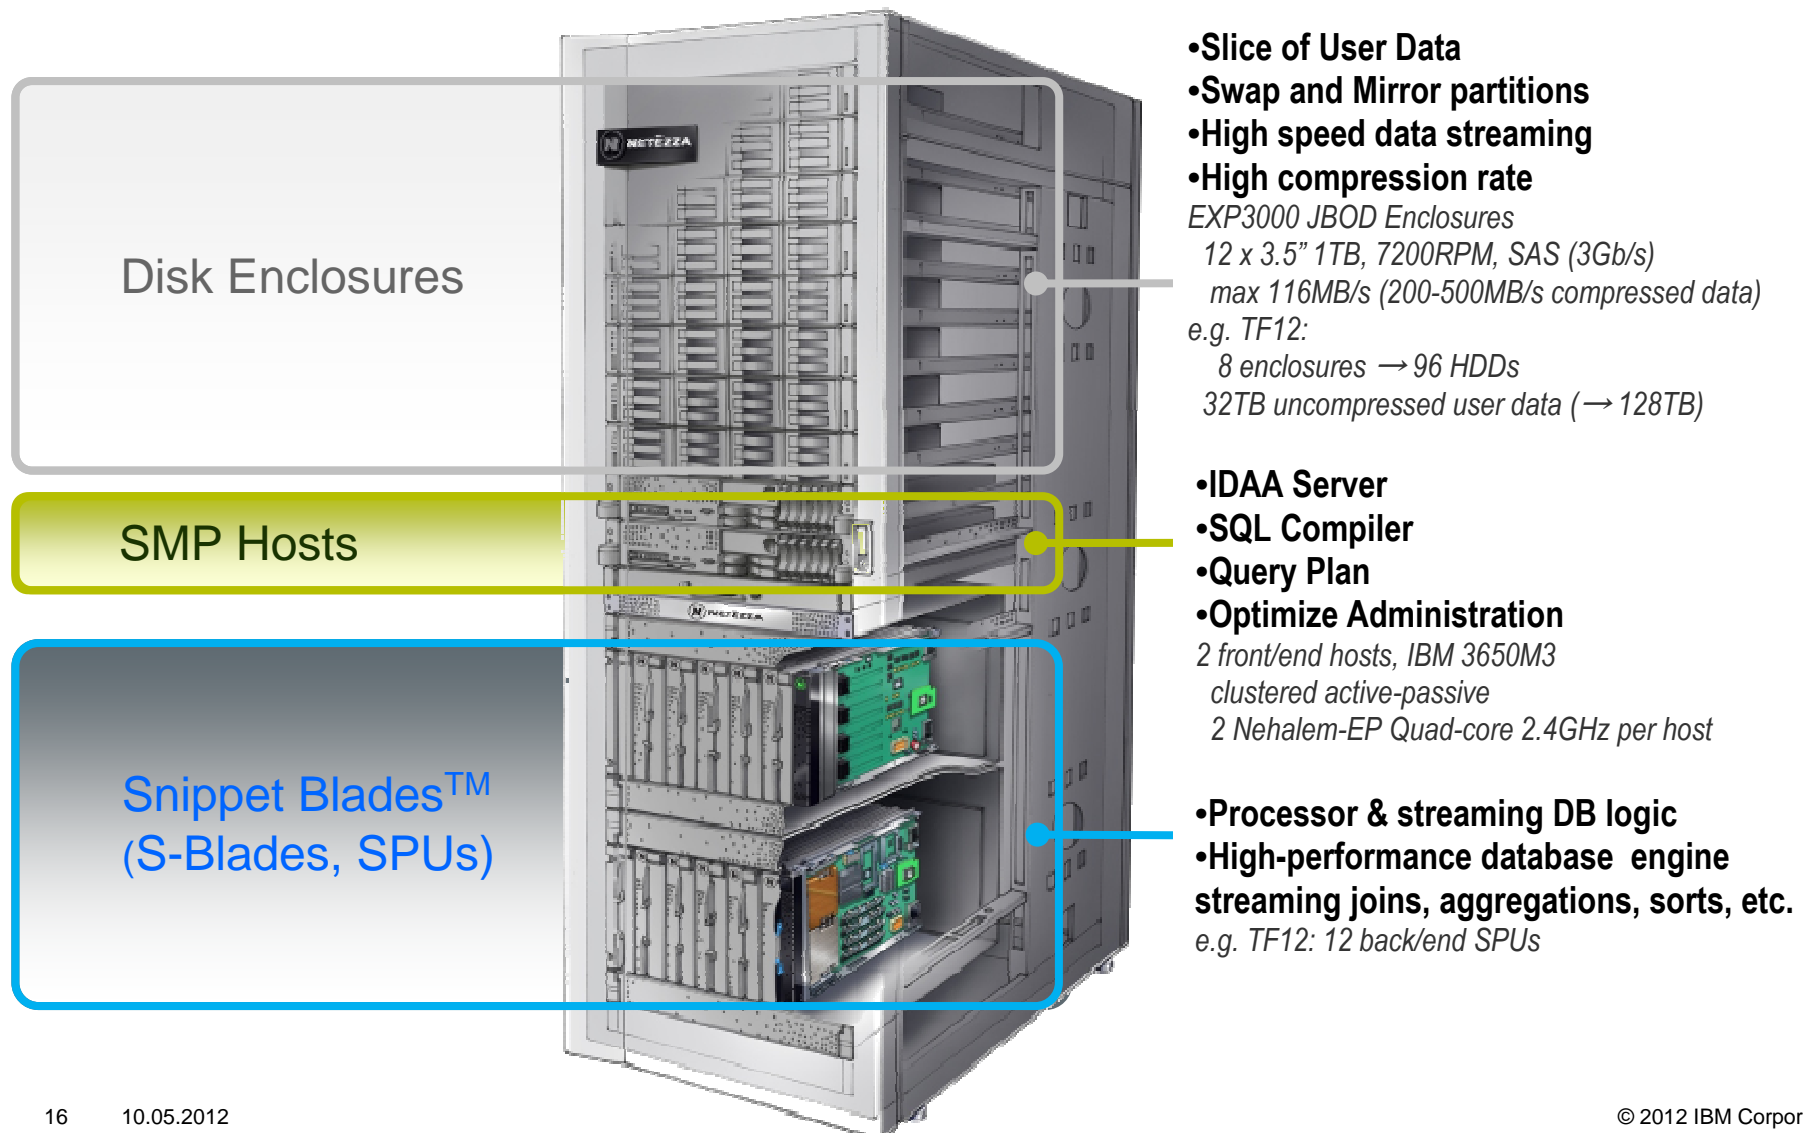 •Slice of User Data
•Swap and Mirror partitions
•High speed data streaming
•High compression rate
EXP3000 JBOD Enclosures
12 x 3.5” 1TB, 7200RPM, SAS (3Gb/s)
max 116MB/s (200-500MB/s compressed data)
e.g. TF12:
8 enclosures → 96 HDDs
32TB uncompressed user data (→ 128TB)
NETEZZA
Disk Enclosures
•IDAA Server
•SQL Compiler
•Query Plan
•Optimize Administration
2 front/end hosts, IBM 3650M3
clustered active-passive
2 Nehalem-EP Quad-core 2.4GHz per host
SMP Hosts
NETEZZA
Snippet Blades™
(S-Blades, SPUs)
•Processor & streaming DB logic
•High-performance database engine
streaming joins, aggregations, sorts, etc.
e.g. TF12: 12 back/end SPUs
16 10.05.2012
© 2012 IBM Corpor